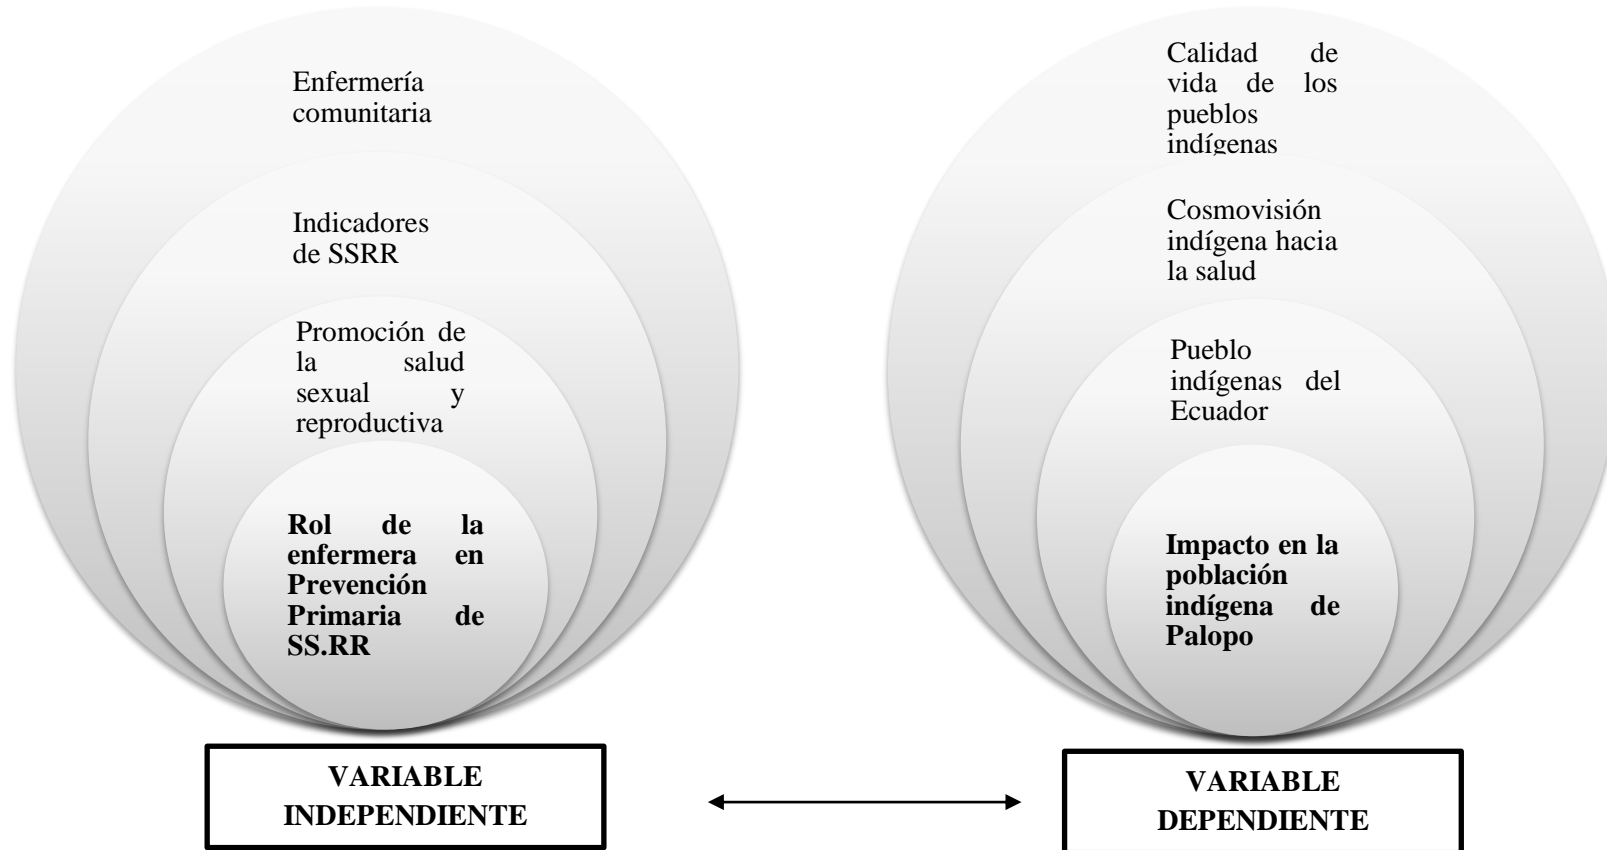 Enfermería
comunitaria
Indicadores
de SSRR
Promoción de
la salud
sexual y
reproductiva
Rol de la
enfermera en
Prevención
Primaria de
SS.RR
VARIABLE
INDEPENDIENTE
Calidad de
vida de los
pueblos
indígenas
Cosmovisión
indígena hacia
la salud
Pueblo
indígenas del
Ecuador
Impacto en la
población
indígena de
Palopo
VARIABLE
DEPENDIENTE